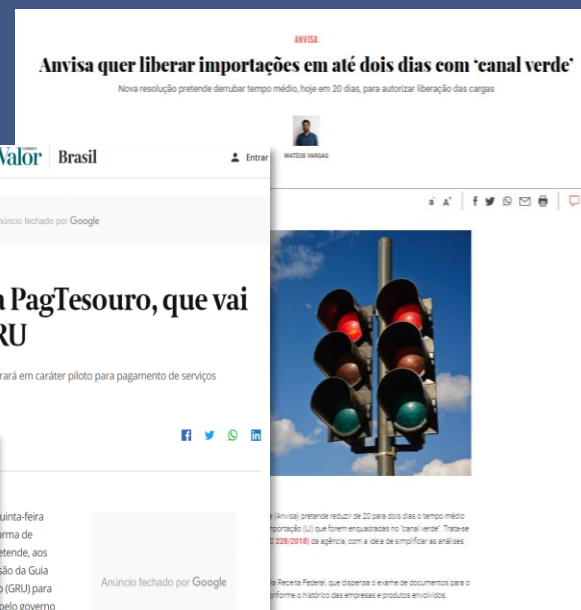 ANVISA
Anvisa quer liberar importações em até dois dias com ‘canal verde’
Nova resolução pretende derrubar tempo médio, hoje em 20 dias, para autorizar liberação das cargas
MATEUS VARGAS
Valor Brasil
Entrar
núncio fechado por Google
a PagTesouro, que vai
RU
rará em caráter piloto para pagamento de serviços
uinta-feira
orma de
etende, aos
são da Guia
o (GRU) para
pelo governo
Anúncio fechado por Google
a (Anvisa) pretende reduzir de 20 para dois dias o tempo médio
mportação (LI) que forem enquadradas no "canal verde". Trata-se
C 228/2018) da agência, com a ideia de simplificar as análises
a Receita Federal, que dispensa o exame de documentos para o
onforme o histórico das empresas e produtos envolvidos.